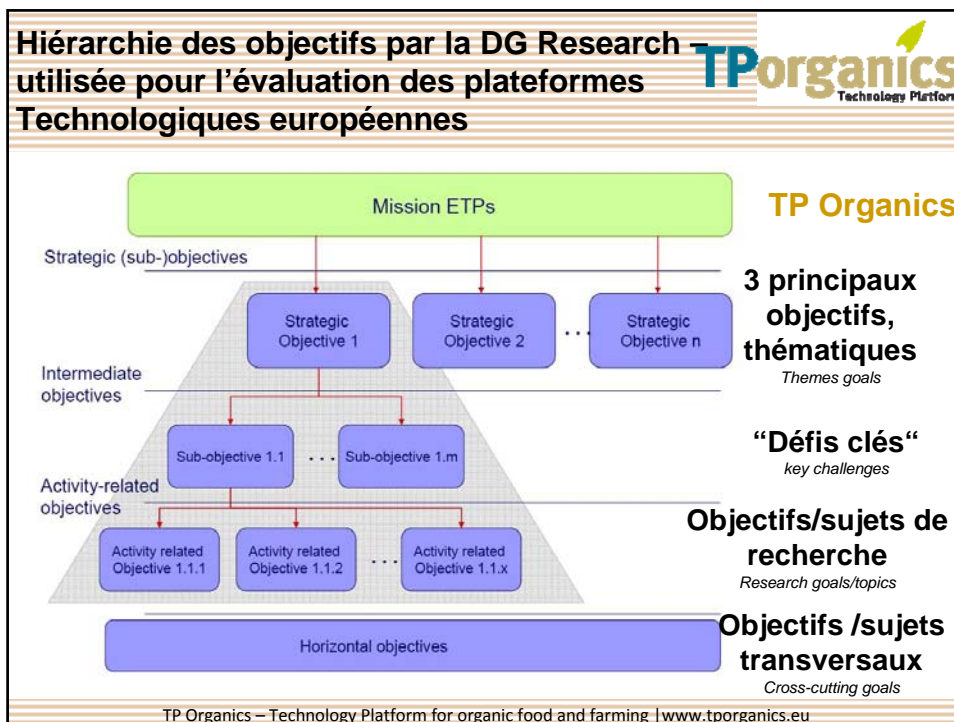 Hiérarchie des objectifs par la DG Research –
utilisée pour l'évaluation des plateformes
Technologiques européennes
TPorganics
Technology Platform
TP Organics
Mission ETPs
Strategic (sub-)objectives
Strategic
Objective 1
Strategic
Objective 2
...
Strategic
Objective n
3 principaux
objectifs,
thématiques
Themes goals
Intermediate
objectives
Sub-objective 1.1
...
Sub-objective 1.m
“Défis clés“
key challenges
Activity-related
objectives
Activity related
Objective 1.1.1
Activity related
Objective 1.1.2
...
Activity related
Objective 1.1.x
Objectifs/sujets de
recherche
Research goals/topics
Horizontal objectives
Objectifs /sujets
transversaux
Cross-cutting goals
TP Organics – Technology Platform for organic food and farming |www.tporganics.eu